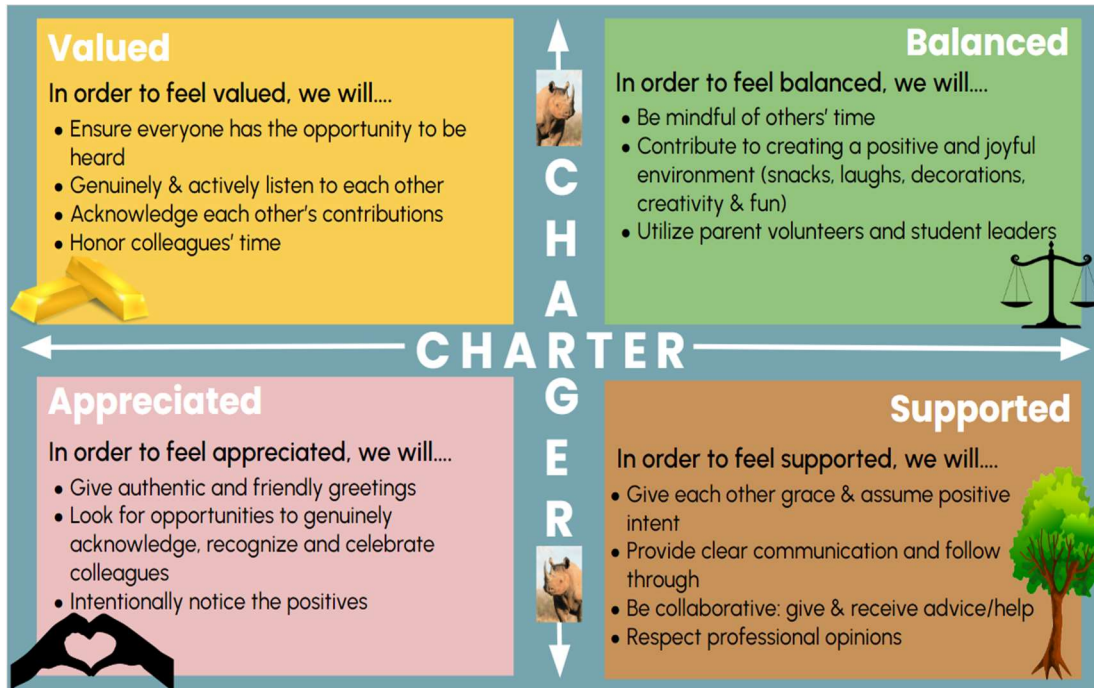 Valued
In order to feel valued, we will....
• Ensure everyone has the opportunity to be
heard
• Genuinely & actively listen to each other
• Acknowledge each other's contributions
• Honor colleagues' time
Balanced
In order to feel balanced, we will....
• Be mindful of others' time
• Contribute to creating a positive and joyful
environment (snacks, laughs, decorations,
creativity & fun)
• Utilize parent volunteers and student leaders
CHARGER
CHARTER
Appreciated
In order to feel appreciated, we will....
• Give authentic and friendly greetings
• Look for opportunities to genuinely
acknowledge, recognize and celebrate
colleagues
• Intentionally notice the positives
Supported
In order to feel supported, we will....
• Give each other grace & assume positive
intent
• Provide clear communication and follow
through
• Be collaborative: give & receive advice/help
• Respect professional opinions